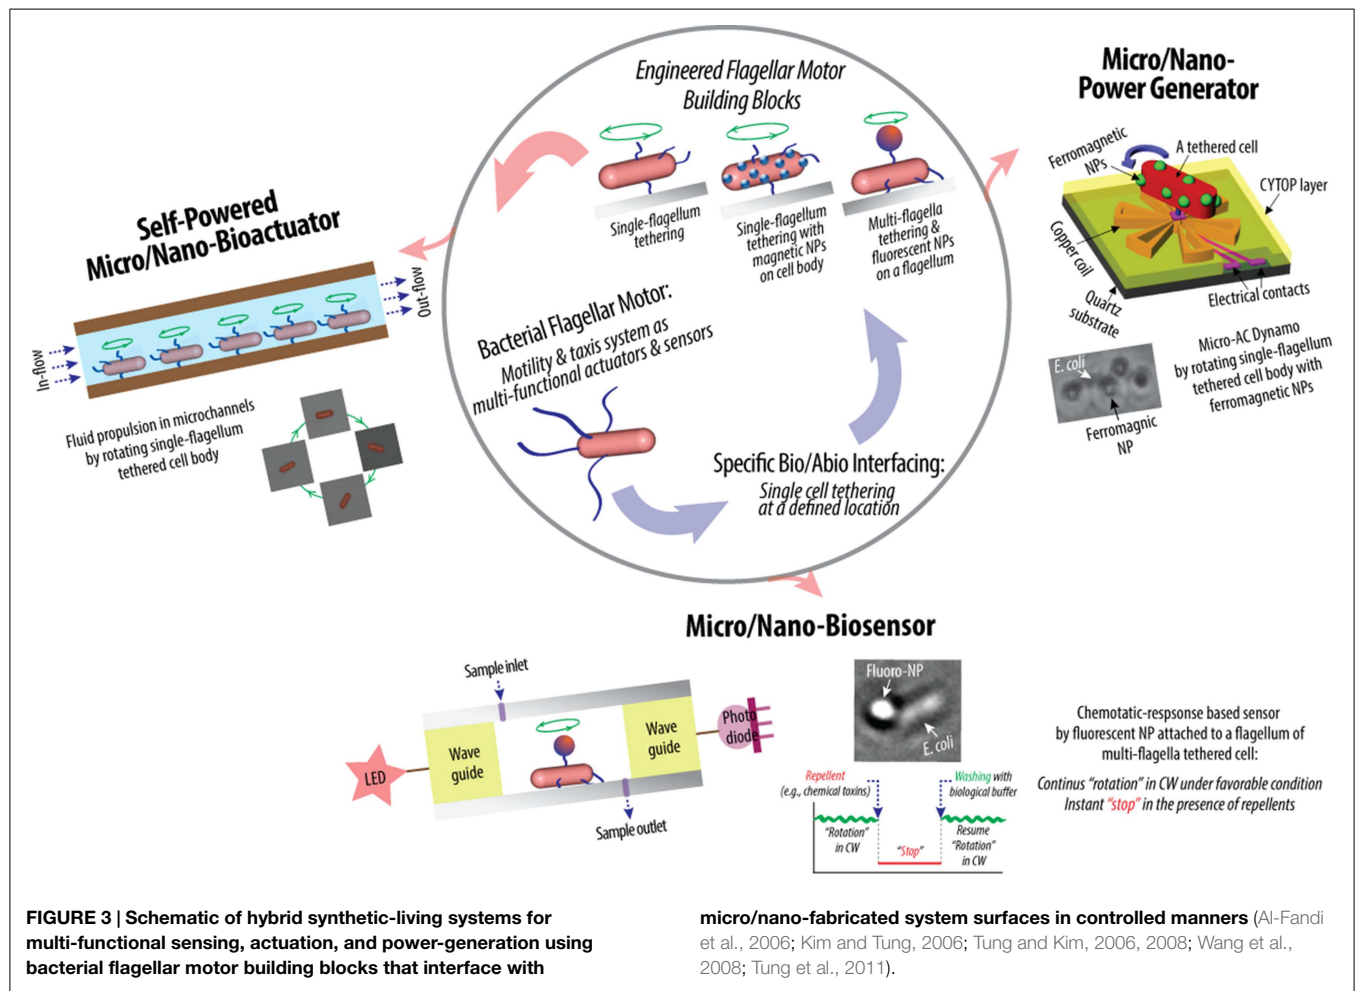 Engineered Flagellar Motor
Building Blocks
Single-flagellum
tethering
Single-flagellum
tethering with
magnetic NPs
on cell body
Multi-flagella
tethering &
fluorescent NPs
on a flagellum
Bacterial Flagellar Motor:
Motility & taxis system as
multi-functional actuators & sensors
Specific Bio/Abio Interfacing:
Single cell tethering
at a defined location
Self-Powered
Micro/Nano-Bioactuator
In-flow
Out-flow
Fluid propulsion in microchannels
by rotating single-flagellum
tethered cell body
Micro/Nano-
Power Generator
Ferromagnetic
NPs
A tethered cell
CYTOP layer
Copper coil
Quartz
substrate
Electrical contacts
E. coli
Ferromagnic
NP
Micro-AC Dynamo
by rotating single-flagellum
tethered cell body with
ferromagnetic NPs
Micro/Nano-Biosensor
Sample inlet
LED
Wave
guide
Wave
guide
Photo
diode
Sample outlet
Fluoro-NP
E. coli
Repellent
(e.g., chemical toxins)
Washing with
biological buffer
"Rotation"
in CW
"Stop"
Resume
"Rotation"
in CW
Chemotatic-respsonse based sensor
by fluorescent NP attached to a flagellum of
multi-flagella tethered cell:
Continus "rotation" in CW under favorable condition
Instant "stop" in the presence of repellents
FIGURE 3 | Schematic of hybrid synthetic-living systems for
multi-functional sensing, actuation, and power-generation using
bacterial flagellar motor building blocks that interface with
micro/nano-fabricated system surfaces in controlled manners (Al-Fandi
et al., 2006; Kim and Tung, 2006; Tung and Kim, 2006, 2008; Wang et al.,
2008; Tung et al., 2011).